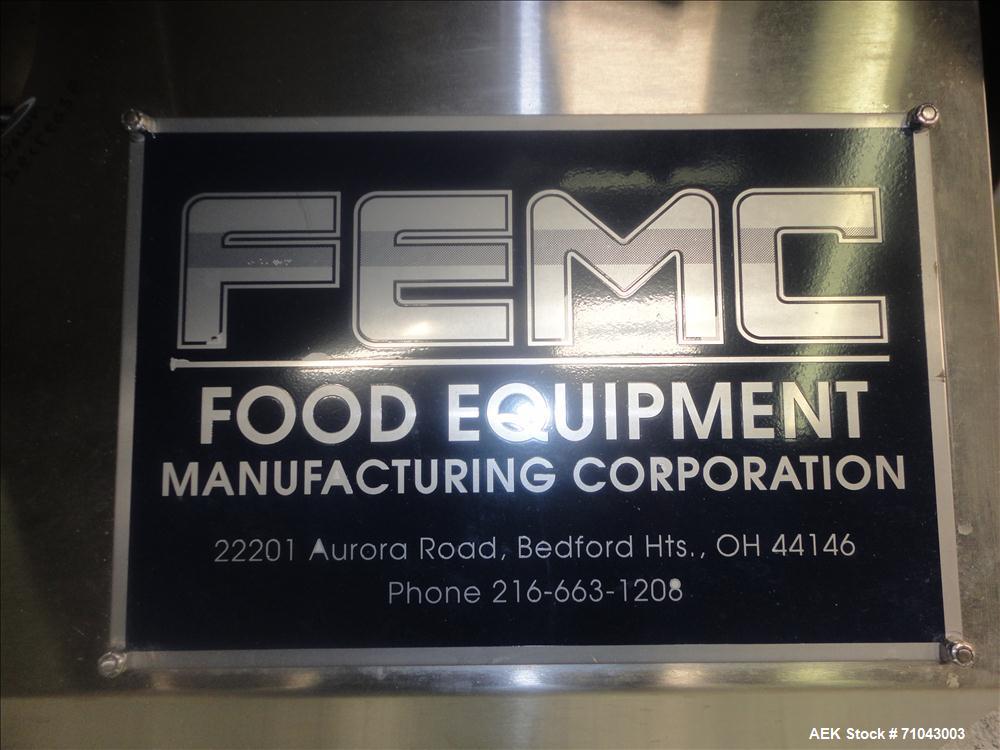 FEMC
FOOD EQUIPMENT
MANUFACTURING CORPORATION
22201 Aurora Road, Bedford Hts., OH 44146
Phone 216-663-1208
AEK Stock # 71043003